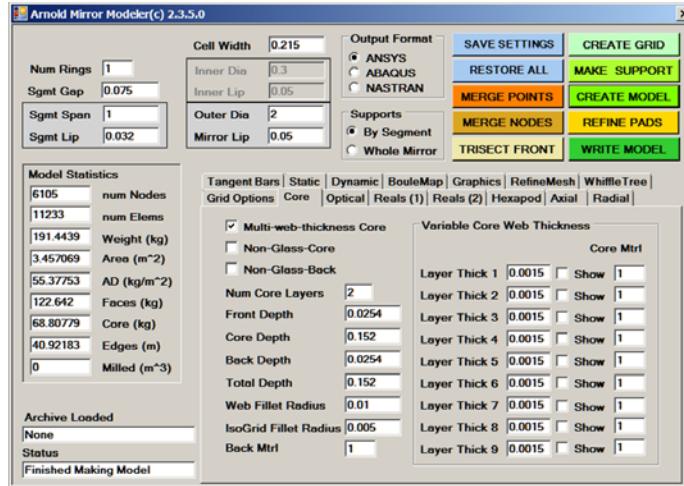 Arnold Mirror Modeler(c) 2.3.5.0
Num Rings 1
Sgmt Gap 0.075
Sgmt Span 1
Sgmt Lip 0.032
Cell Width 0.215
Inner Dia 0.3
Inner Lip 0.05
Outer Dia 2
Mirror Lip 0.05
Output Format
ANSYS
ABAQUS
NASTRAN
Supports
By Segment
Whole Mirror
SAVE SETTINGS CREATE GRID
RESTORE ALL MAKE SUPPORT
MERGE POINTS CREATE MODEL
MERGE NODES REFINE PADS
TRISECT FRONT WRITE MODEL
Model Statistics
6105 num Nodes
11233 num Elems
191.4439 Weight (kg)
3.457069 Area (m^2)
55.37753 AD (kg/m^2)
122.642 Faces (kg)
68.80779 Core (kg)
40.92183 Edges (m)
0 Milled (m^3)
Archive Loaded
None
Status
Finished Making Model
Tangent Bars Static Dynamic BouleMap Graphics RefineMesh WhiffleTree
Grid Options Core Optical Reals (1) Reals (2) Hexapod Axial Radial
Multi-web-thickness Core
Non-Glass-Core
Non-Glass-Back
Num Core Layers 2
Front Depth 0.0254
Core Depth 0.152
Back Depth 0.0254
Total Depth 0.152
Web Fillet Radius 0.01
IsoGrid Fillet Radius 0.005
Back Mtrl 1
Variable Core Web Thickness
Core Mtrl
Layer Thick 1 0.0015 Show 1
Layer Thick 2 0.0015 Show 1
Layer Thick 3 0.0015 Show 1
Layer Thick 4 0.0015 Show 1
Layer Thick 5 0.0015 Show 1
Layer Thick 6 0.0015 Show 1
Layer Thick 7 0.0015 Show 1
Layer Thick 8 0.0015 Show 1
Layer Thick 9 0.0015 Show 1